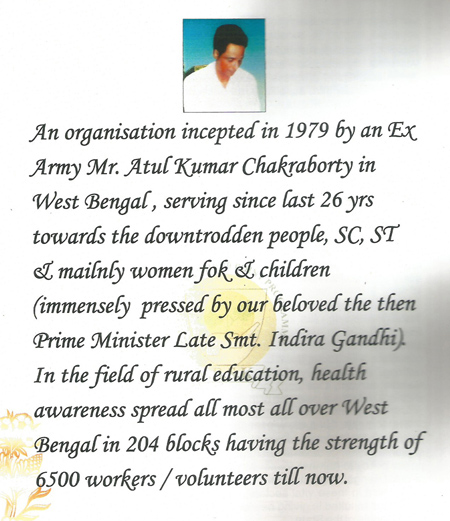 An organisation incepted in 1979 by an Ex
Army Mr. Atul Kumar Chakraborty in
West Bengal , serving since last 26 yrs
towards the downtrodden people, SC, ST
& mailnly women fok & children
(immensely pressed by our beloved the then
Prime Minister Late Smt. Indira Gandhi).
In the field of rural education, health
awareness spread all most all over West
Bengal in 204 blocks having the strength of
6500 workers / volunteers till now.